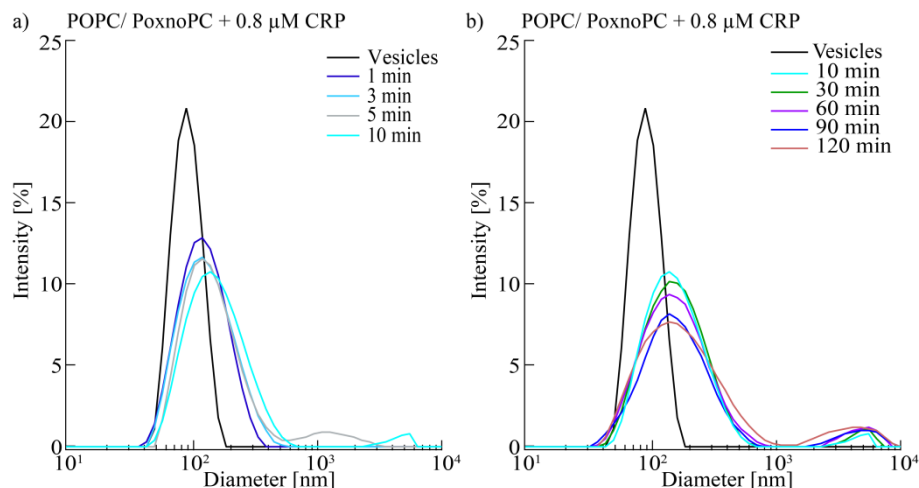 a) POPC/ PoxnoPC + 0.8 µM CRP
25
20
15
10
5
0
Intensity [%]
Vesicles
1 min
3 min
5 min
10 min
10¹ 10² 10³ 10⁴
Diameter [nm]
b) POPC/ PoxnoPC + 0.8 µM CRP
25
20
15
10
5
0
Intensity [%]
Vesicles
10 min
30 min
60 min
90 min
120 min
10¹ 10² 10³ 10⁴
Diameter [nm]